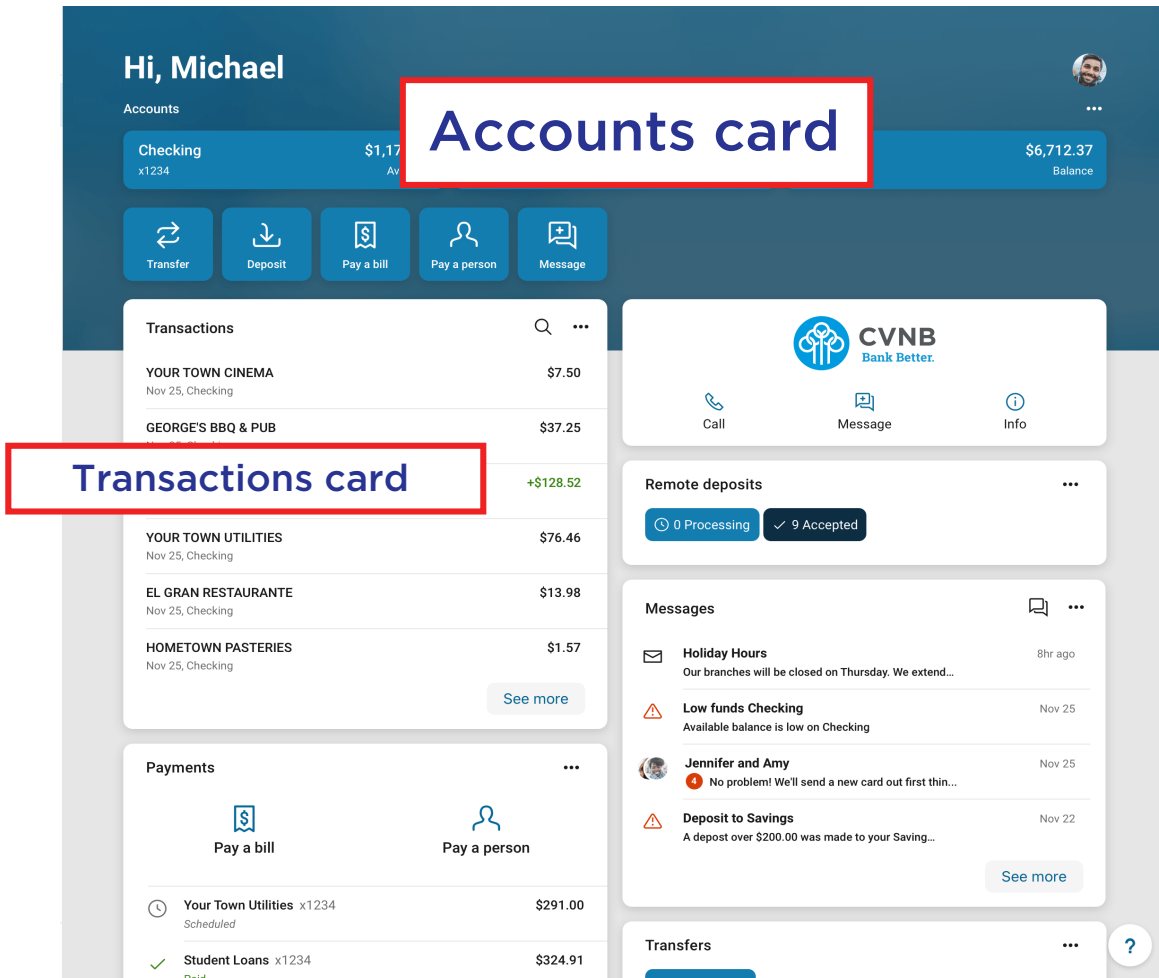 Hi, Michael
Accounts
Accounts card
Checking $1,17 $6,712.37
x1234 Av Balance
Transfer Deposit Pay a bill Pay a person Message
Transactions
YOUR TOWN CINEMA $7.50
Nov 25, Checking
GEORGE'S BBQ & PUB $37.25
Transactions card
+$128.52
YOUR TOWN UTILITIES $76.46
Nov 25, Checking
EL GRAN RESTAURANTE $13.98
Nov 25, Checking
HOMETOWN PASTERIES $1.57
Nov 25, Checking
See more
Payments
Pay a bill Pay a person
Your Town Utilities x1234 $291.00
Scheduled
Student Loans x1234 $324.91
Paid
CVNB
Bank Better.
Call Message Info
Remote deposits
0 Processing 9 Accepted
Messages
Holiday Hours 8hr ago
Our branches will be closed on Thursday. We extend...
Low funds Checking Nov 25
Available balance is low on Checking
Jennifer and Amy Nov 25
4 No problem! We'll send a new card out first thin...
Deposit to Savings Nov 22
A depost over $200.00 was made to your Saving...
See more
Transfers
?